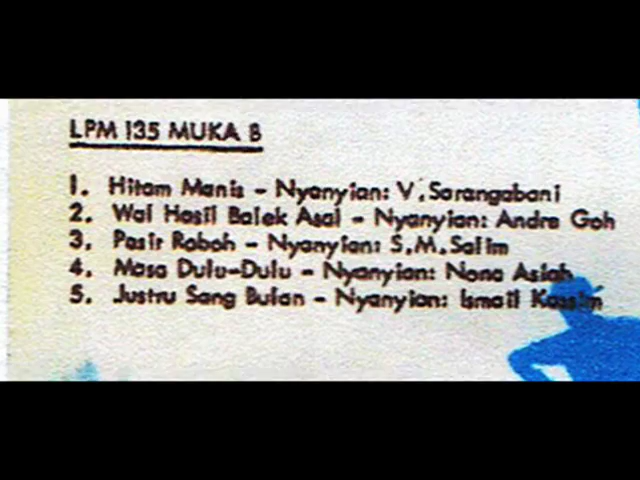 LPM 135 MUKA B
1. Hitam Manis - Nyanyian: V. Sarangabani
2. Wal Hasil Balek Asal - Nyanyian: Andre Goh
3. Pasir Roboh - Nyanyian: S.M. Salim
4. Masa Dulu-Dulu - Nyanyian: Nona Asiah
5. Justru Sang Bulan - Nyanyian: Ismail Kassim